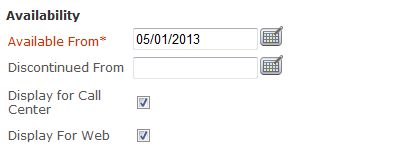 Availability
Available From* 05/01/2013
Discontinued From
Display for Call
Center
Display For Web